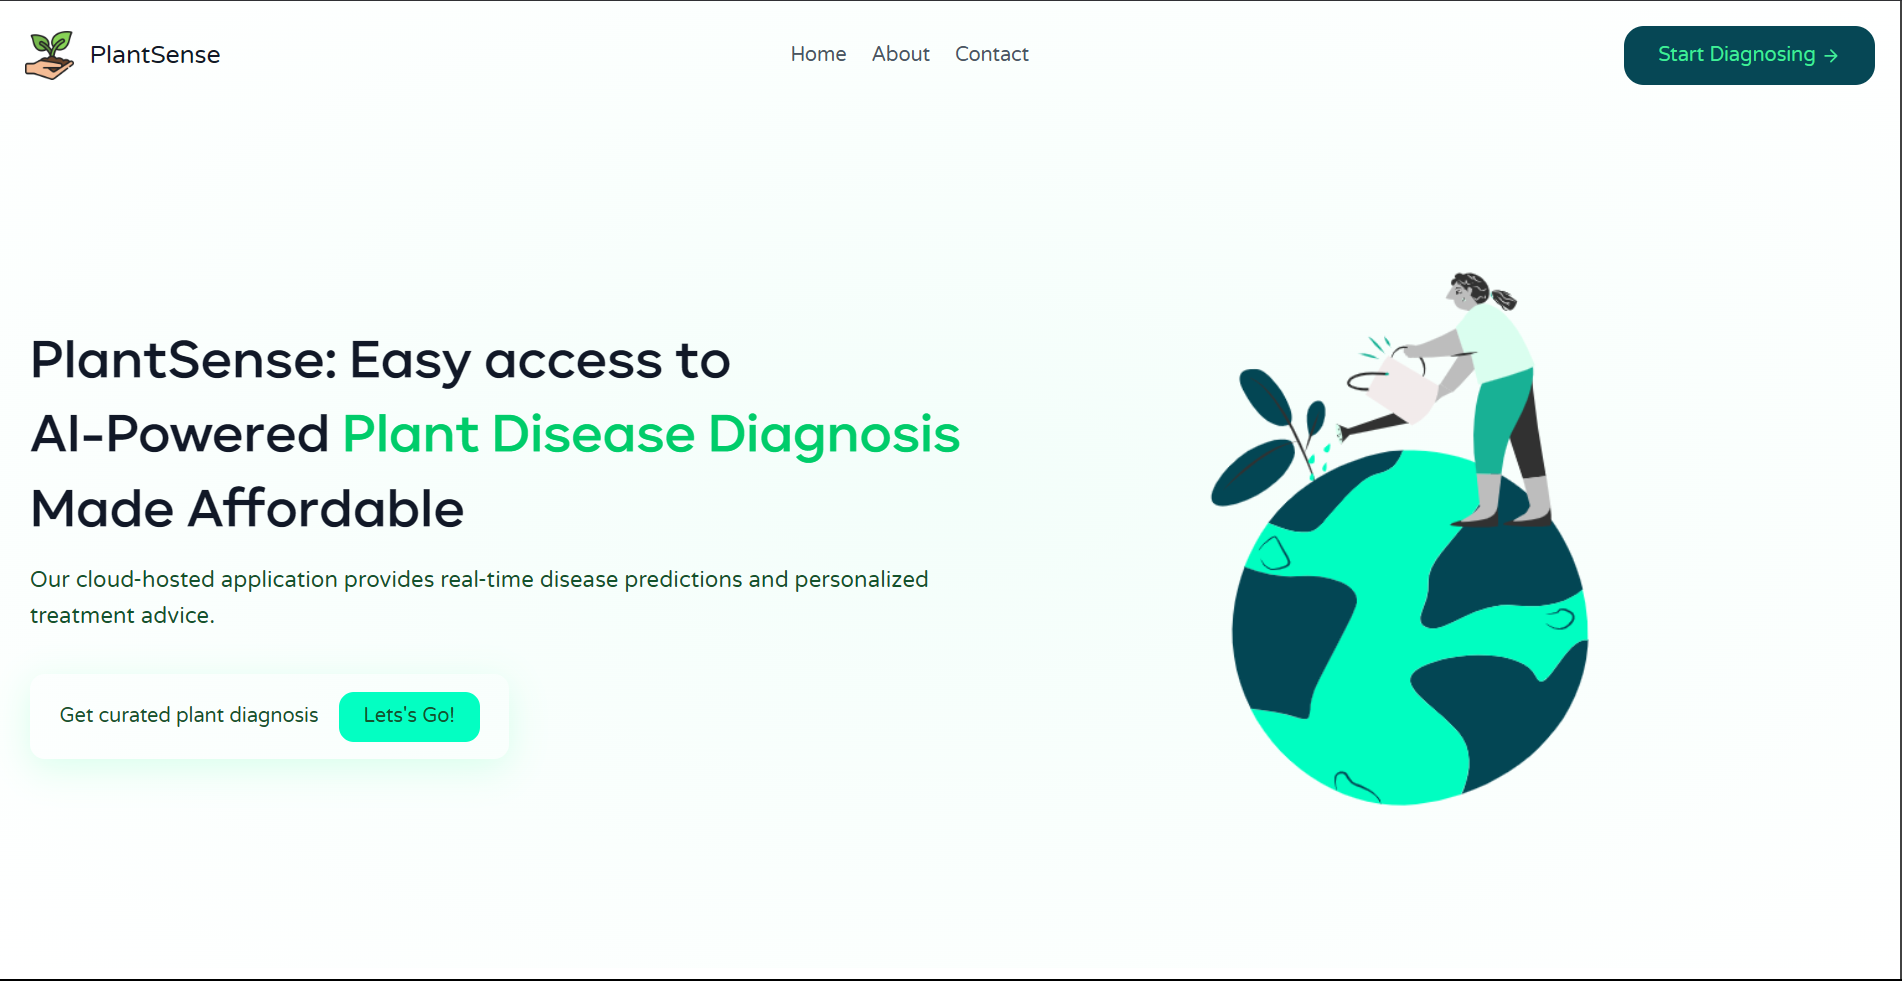 PlantSense
Home
About
Contact
Start Diagnosing →
PlantSense: Easy access to
AI-Powered Plant Disease Diagnosis
Made Affordable
Our cloud-hosted application provides real-time disease predictions and personalized
treatment advice.
Get curated plant diagnosis
Lets's Go!